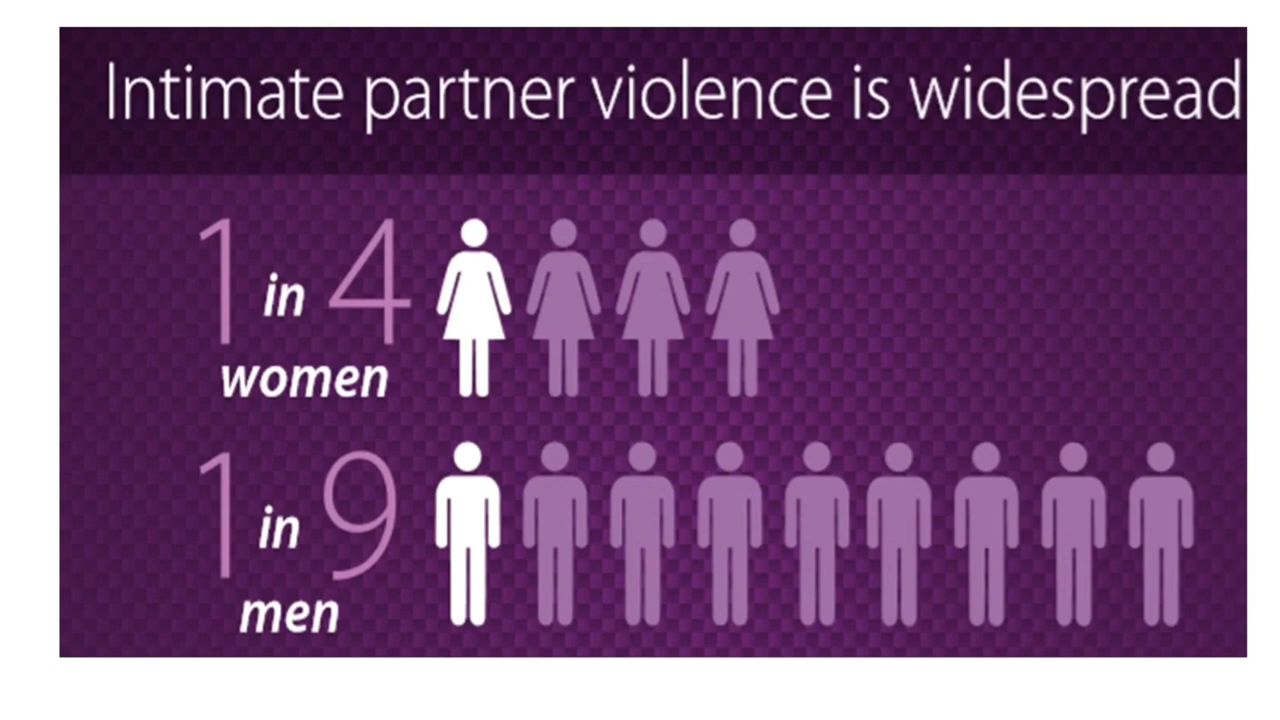 Intimate partner violence is widespread
1 in 4
women
1 in 9
men